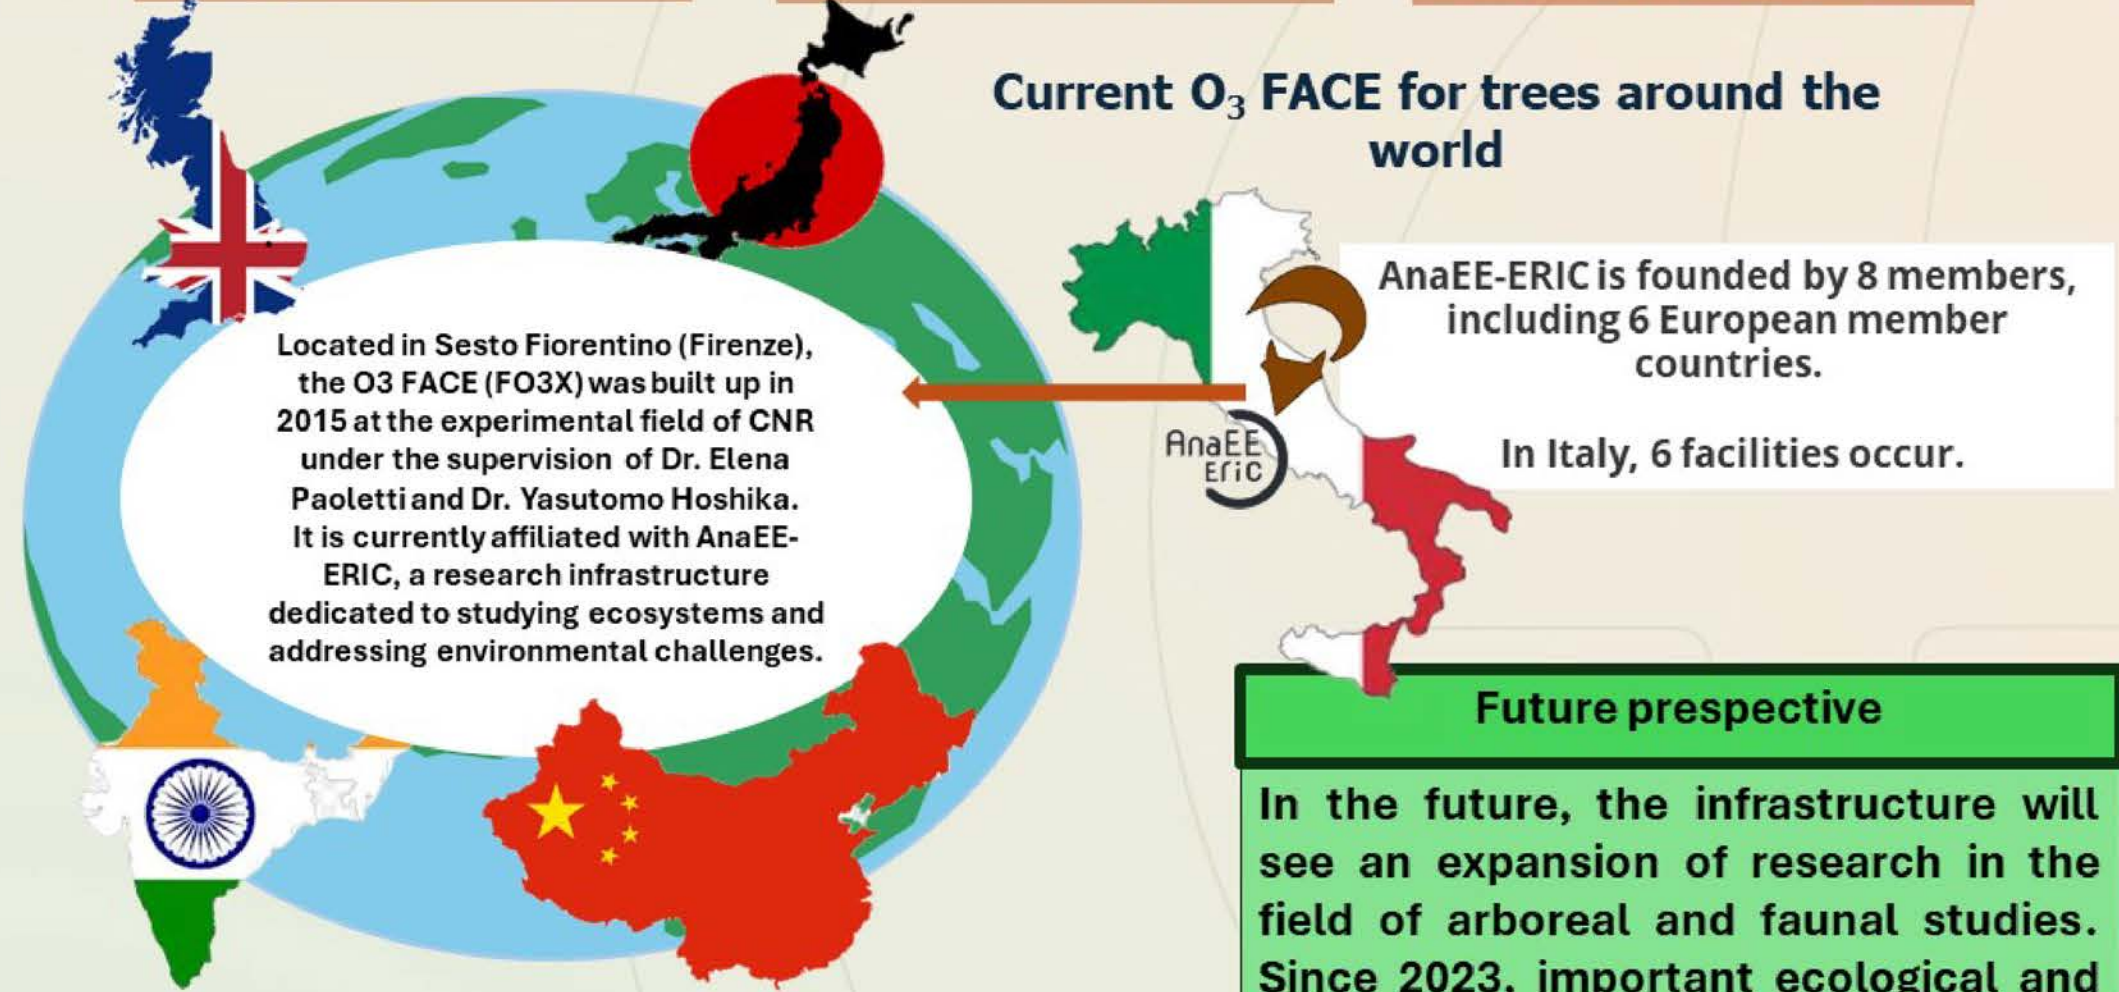 Current O₃ FACE for trees around the
world
Located in Sesto Fiorentino (Firenze),
the O3 FACE (FO3X) was built up in
2015 at the experimental field of CNR
under the supervision of Dr. Elena
Paoletti and Dr. Yasutomo Hoshika.
It is currently affiliated with AnaEE-
ERIC, a research infrastructure
dedicated to studying ecosystems and
addressing environmental challenges.
AnaEE-ERIC is founded by 8 members,
including 6 European member
countries.
In Italy, 6 facilities occur.
AnaEE
EriC
Future prespective
In the future, the infrastructure will
see an expansion of research in the
field of arboreal and faunal studies.
Since 2023, important ecological and